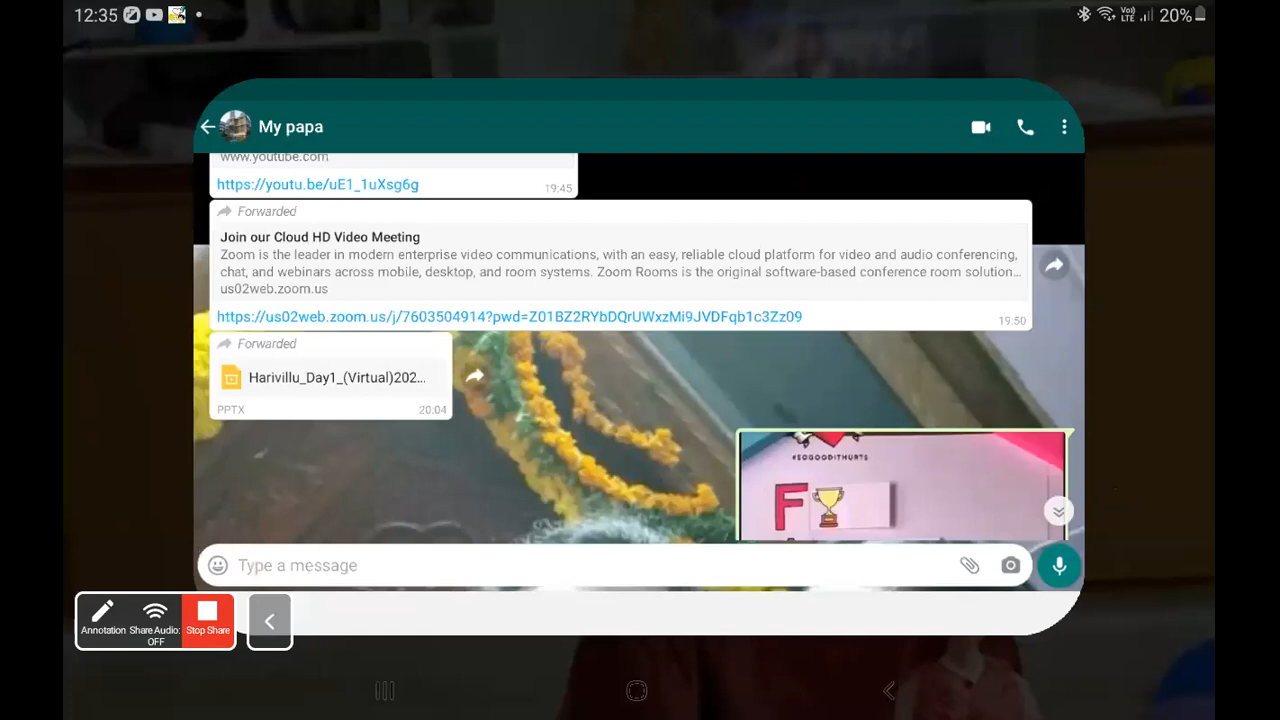 12:35
Vo))
LTE
20%
My papa
www.youtube.com
https://youtu.be/uE1_1uXsg6g
19:45
Forwarded
Join our Cloud HD Video Meeting
Zoom is the leader in modern enterprise video communications, with an easy, reliable cloud platform for video and audio conferencing,
chat, and webinars across mobile, desktop, and room systems. Zoom Rooms is the original software-based conference room solution...
us02web.zoom.us
https://us02web.zoom.us/j/7603504914?pwd=Z01BZ2RYbDQrUWxzMi9JVDFqb1c3Zz09
19:50
Forwarded
Harivillu_Day1_(Virtual)202...
PPTX
20:04
#SOGOODITHURTS
F
Type a message
Annotation
Share Audio:
OFF
Stop Share